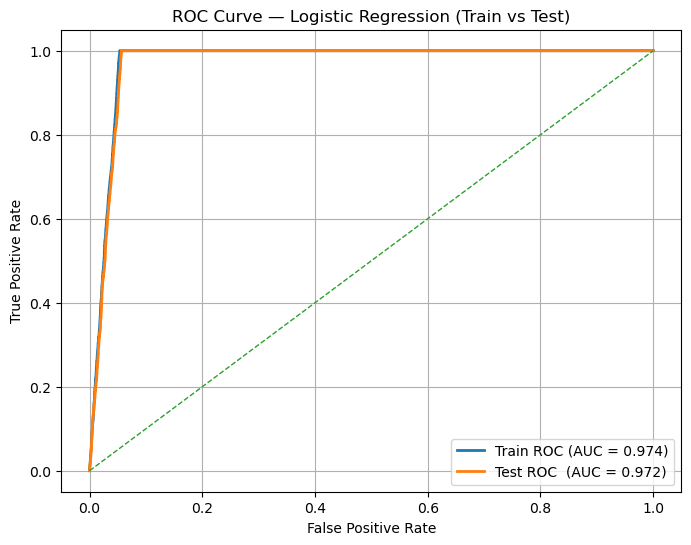 ROC Curve — Logistic Regression (Train vs Test)
1.0
0.8
0.6
0.4
0.2
0.0
True Positive Rate
Train ROC (AUC = 0.974)
Test ROC  (AUC = 0.972)
0.0 0.2 0.4 0.6 0.8 1.0
False Positive Rate